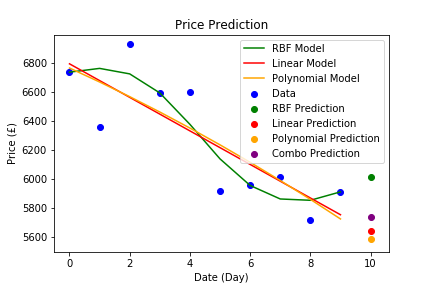 Price Prediction
RBF Model
Linear Model
Polynomial Model
Data
RBF Prediction
Linear Prediction
Polynomial Prediction
Combo Prediction
Price (£)
6800
6600
6400
6200
6000
5800
5600
0 2 4 6 8 10
Date (Day)